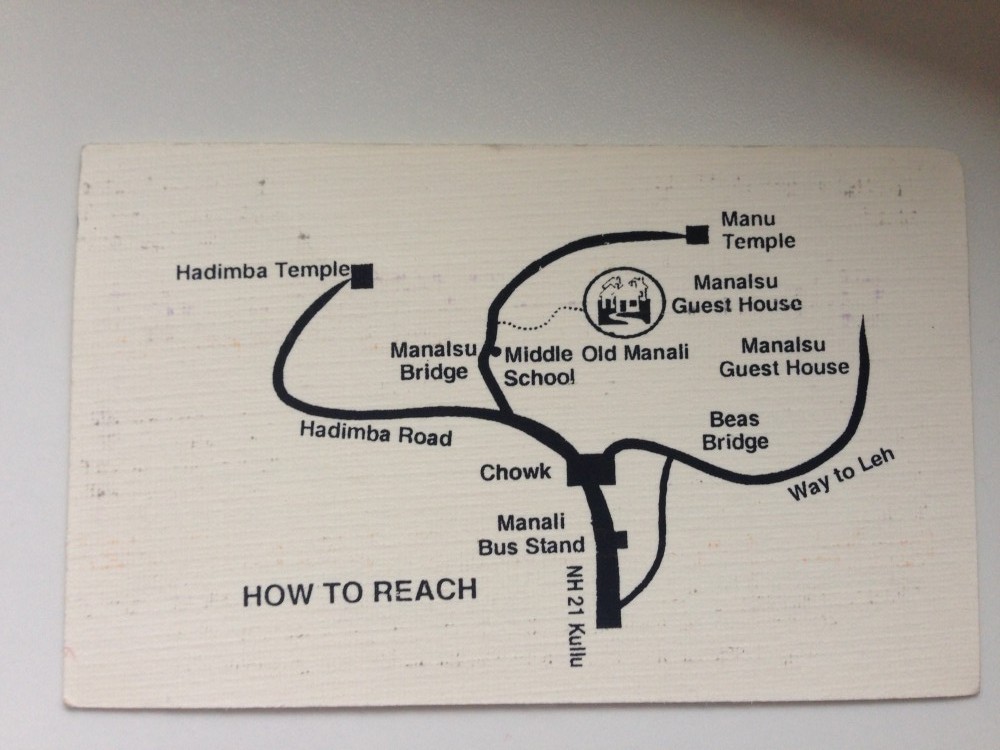 Manu
Temple
Hadimba Temple
Manalsu
Guest House
Manalsu
Bridge
Middle
School
Old Manali
Manalsu
Guest House
Hadimba Road
Beas
Bridge
Chowk
Way to Leh
Manali
Bus Stand
NH 21 Kullu
HOW TO REACH